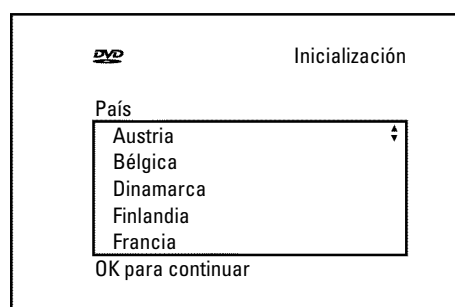 DVD Inicialización
País
Austria
Bélgica
Dinamarca
Finlandia
Francia
OK para continuar